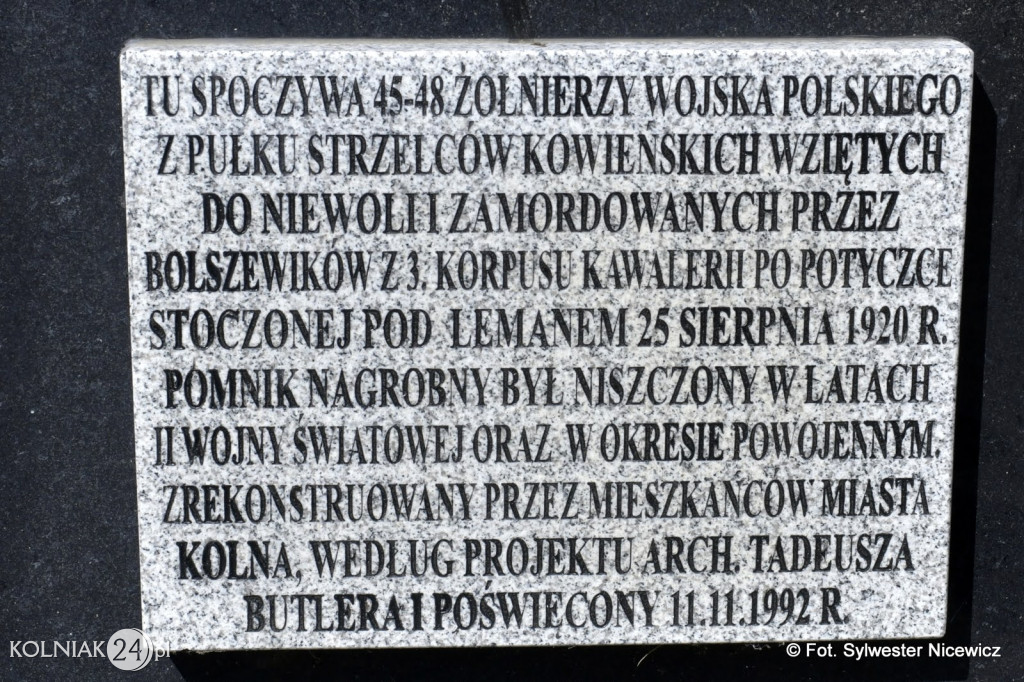 TU SPOCZYWA 45-48 ŻOŁNIERZY WOJSKA POLSKIEGO
Z PUŁKU STRZELCÓW KOWIEŃSKICH WZIĘTYCH
DO NIEWOLI I ZAMORDOWANYCH PRZEZ
BOLSZEWIKÓW Z 3. KORPUSU KAWALERII PO POTYCZCE
STOCZONEJ POD LEMANEM 25 SIERPNIA 1920 R.
POMNIK NAGROBNY BYŁ NISZCZONY W LATACH
II WOJNY ŚWIATOWEJ ORAZ W OKRESIE POWOJENNYM.
ZREKONSTRUOWANY PRZEZ MIESZKAŃCÓW MIASTA
KOLNA, WEDŁUG PROJEKTU ARCH. TADEUSZA
BUTLERA I POŚWIĘCONY 11.11.1992 R.
KOLNIAK24.pl
© Fot. Sylwester Nicewicz